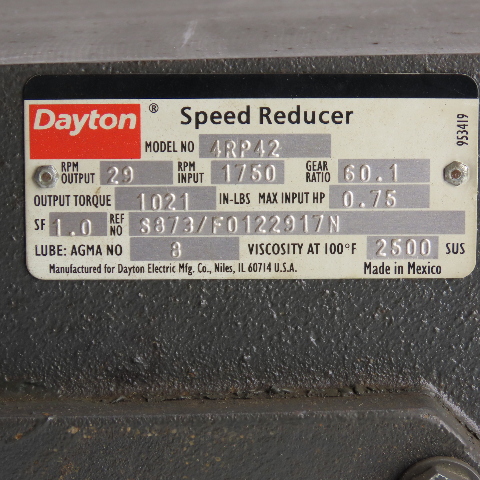 Dayton® Speed Reducer
MODEL NO 4RP42
RPM OUTPUT 29 RPM INPUT 1750 GEAR RATIO 60.1
OUTPUT TORQUE 1021 IN-LBS MAX INPUT HP 0.75
SF 1.0 REF NO S873/F0122917N
LUBE: AGMA NO 8 VISCOSITY AT 100°F 2500 SUS
Manufactured for Dayton Electric Mfg. Co., Niles, IL 60714 U.S.A. Made in Mexico
953419